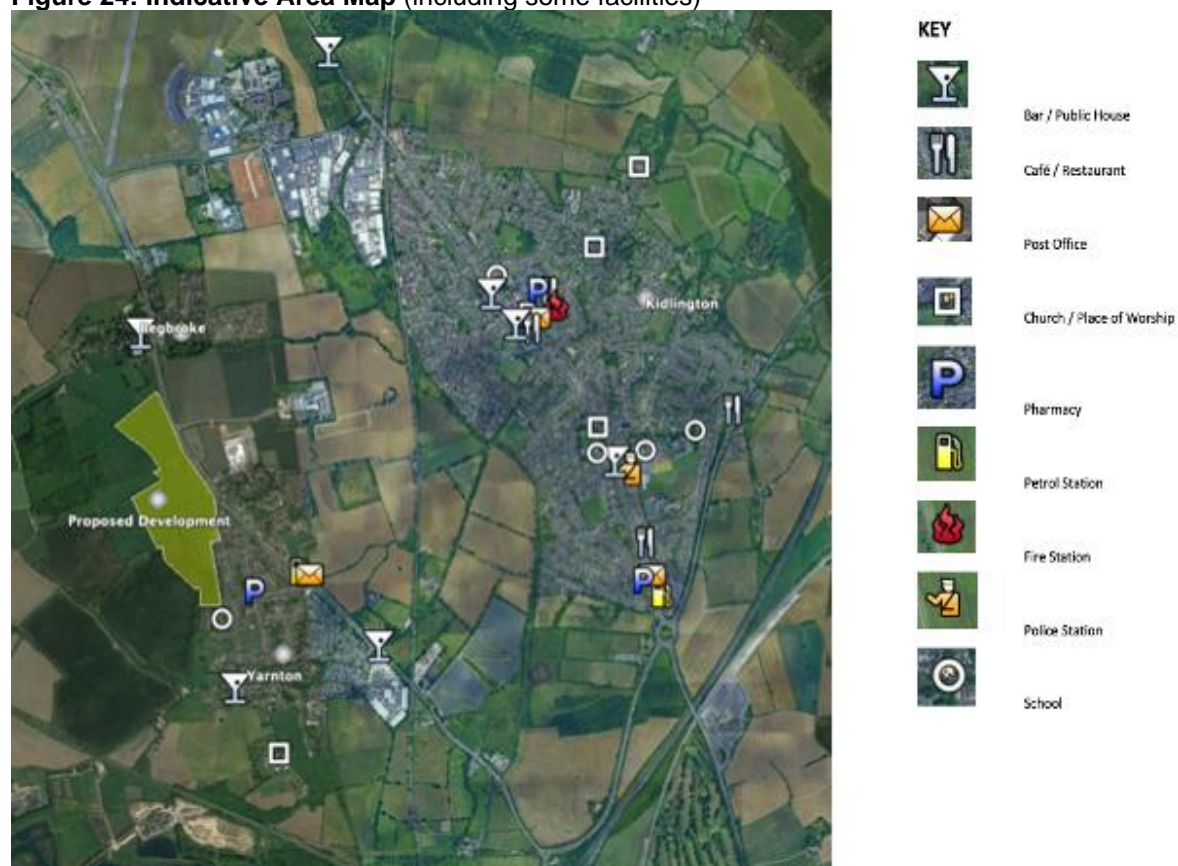 Figure 24: Indicative Area Map (including some facilities)
KEY
Bar / Public House
Café / Restaurant
Post Office
Church / Place of Worship
P
Pharmacy
Petrol Station
Fire Station
Police Station
School
P
Kidlington
Begbroke
Proposed Development
P
P
Yarnton